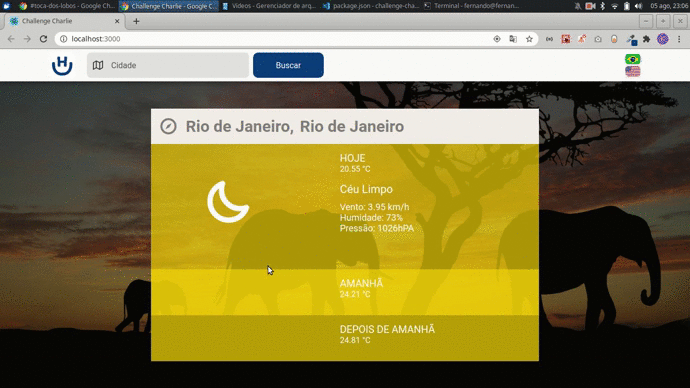 #toca-dos-lobos - Google Ch...
Challenge Charlie - Google C...
Vídeos - Gerenciador de arq...
package.json - challenge-cha...
Terminal - fernando@fernan...
05 ago, 23:06
Challenge Charlie
localhost:3000
Cidade
Buscar
Rio de Janeiro, Rio de Janeiro
HOJE
20.55 °C
Céu Limpo
Vento: 3.95 km/h
Humidade: 73%
Pressão: 1026hPA
AMANHÃ
24.21 °C
DEPOIS DE AMANHÃ
24.81 °C